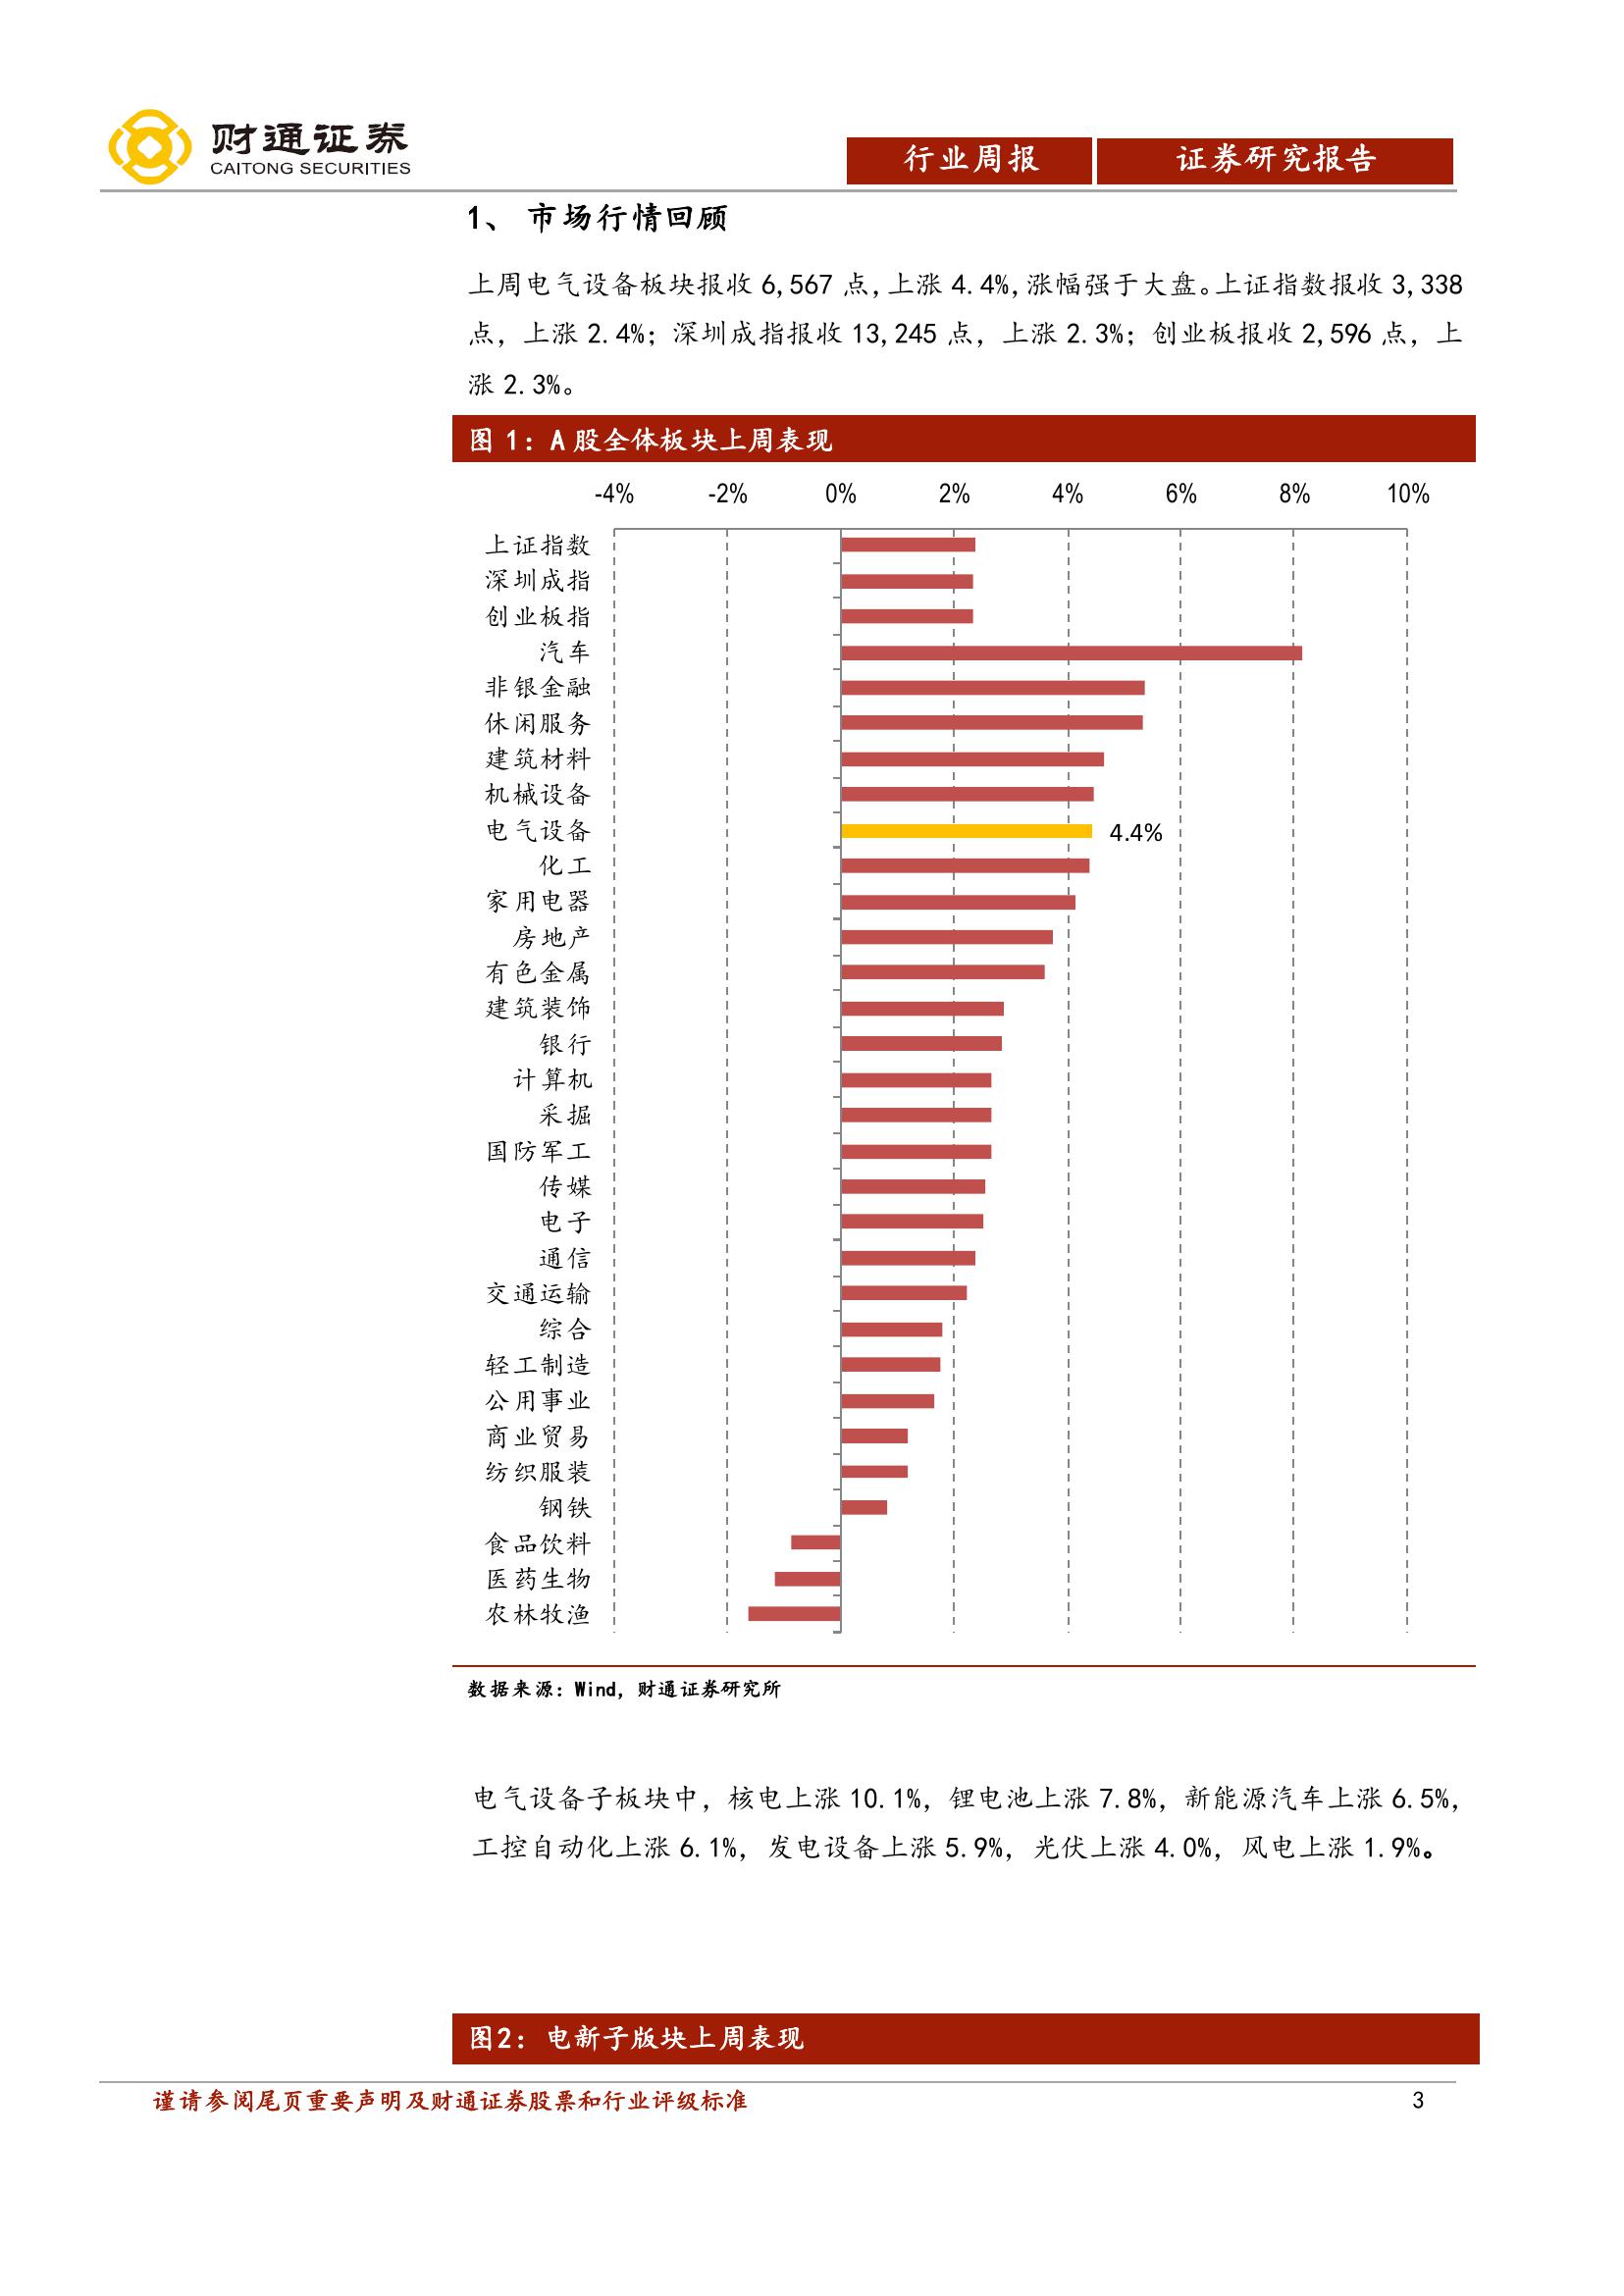 财通证券
CAITONG SECURITIES
行业周报 证券研究报告
1、 市场行情回顾
上周电气设备板块报收 6,567 点，上涨 4.4%，涨幅强于大盘。上证指数报收 3,338
点，上涨 2.4%；深圳成指报收 13,245 点，上涨 2.3%；创业板报收 2,596 点，上
涨 2.3%。
图 1：A 股全体板块上周表现
-4% -2% 0% 2% 4% 6% 8% 10%
上证指数
深圳成指
创业板指
汽车
非银金融
休闲服务
建筑材料
机械设备
电气设备 4.4%
化工
家用电器
房地产
有色金属
建筑装饰
银行
计算机
采掘
国防军工
传媒
电子
通信
交通运输
综合
轻工制造
公用事业
商业贸易
纺织服装
钢铁
食品饮料
医药生物
农林牧渔
数据来源：Wind，财通证券研究所
电气设备子板块中，核电上涨 10.1%，锂电池上涨 7.8%，新能源汽车上涨 6.5%，
工控自动化上涨 6.1%，发电设备上涨 5.9%，光伏上涨 4.0%，风电上涨 1.9%。
图2：电新子版块上周表现
谨请参阅尾页重要声明及财通证券股票和行业评级标准 3